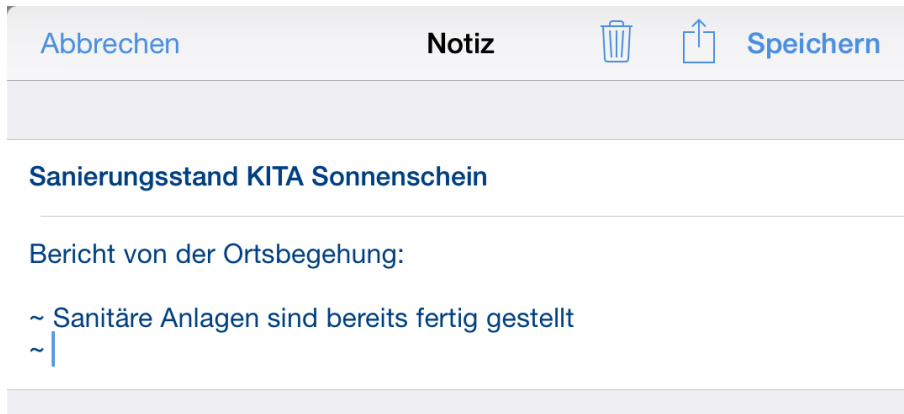 Abbrechen Notiz Speichern
Sanierungsstand KITA Sonnenschein
Bericht von der Ortsbegehung:
~ Sanitäre Anlagen sind bereits fertig gestellt
~